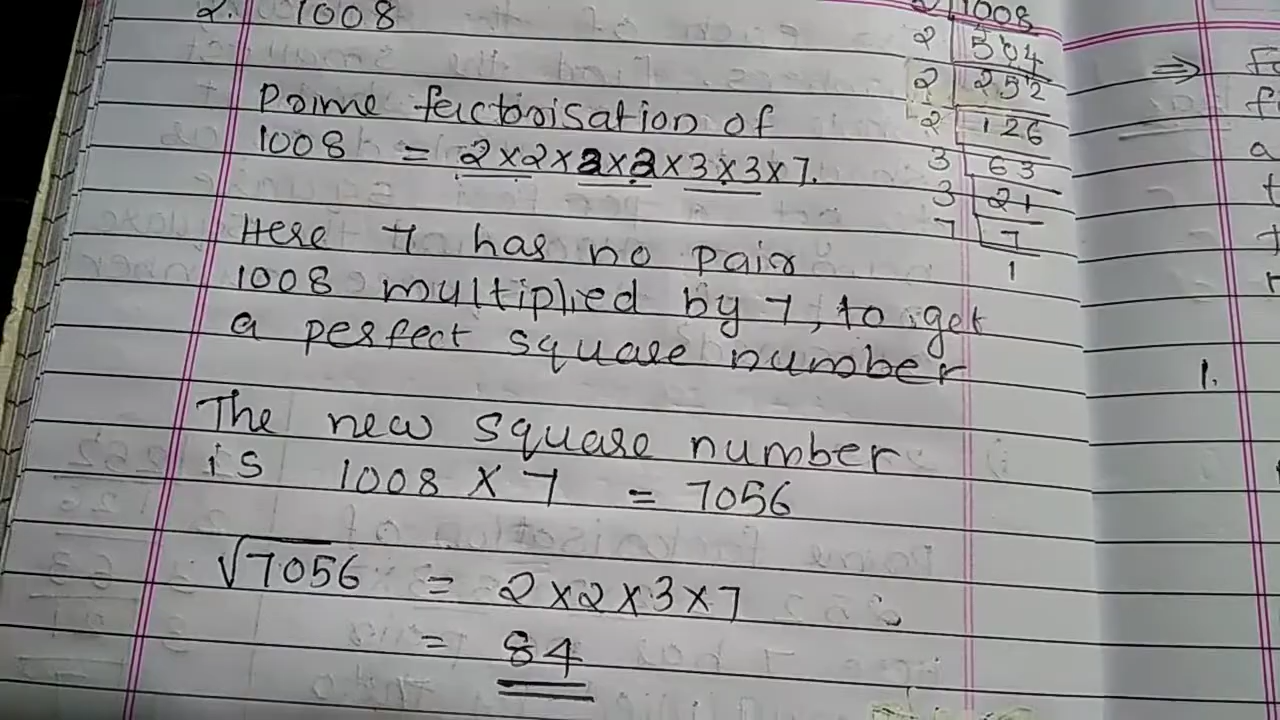 2. 1008
Prime factorisation of
1008 = 2×2×2×2×3×3×7.
Here 7 has no pair
1008 multiplied by 7, to get
a perfect square number
The new square number
is 1008 × 7 = 7056
√7056 = 2×2×3×7
= 84
2 1008
2 504
2 252
2 126
3 63
3 21
7 7
1
⇒
1.